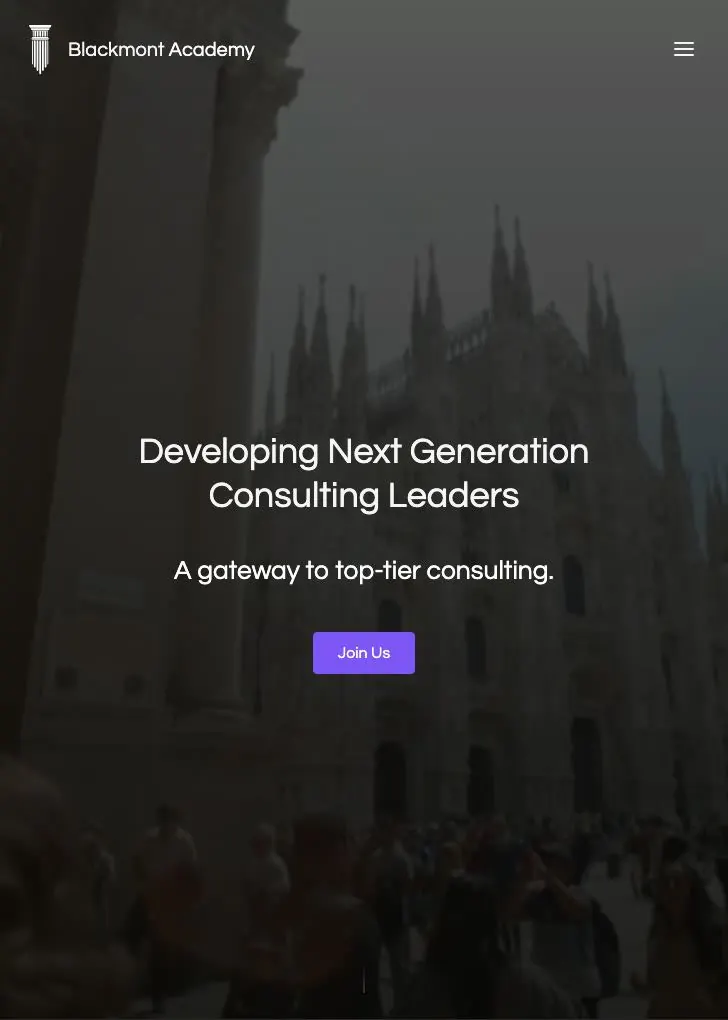 Blackmont Academy
Developing Next Generation
Consulting Leaders
A gateway to top-tier consulting.
Join Us